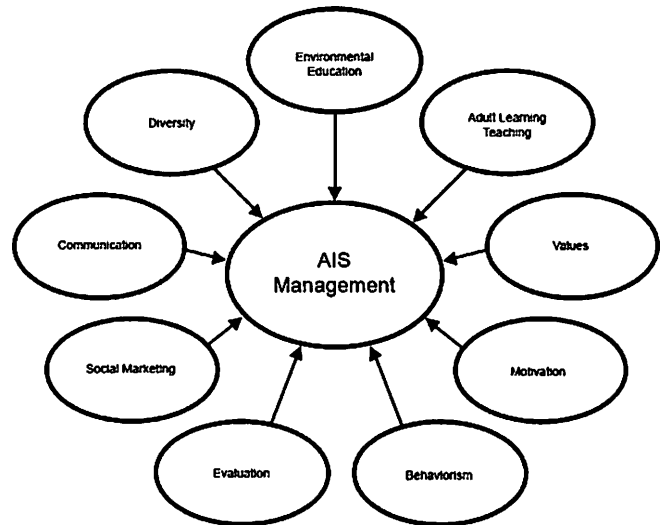 Environmental
Education
Diversity
Adult Learning
Teaching
Communication
AIS
Management
Values
Social Marketing
Motivation
Evaluation
Behaviorism